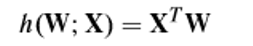 h(W; X) = X^T W